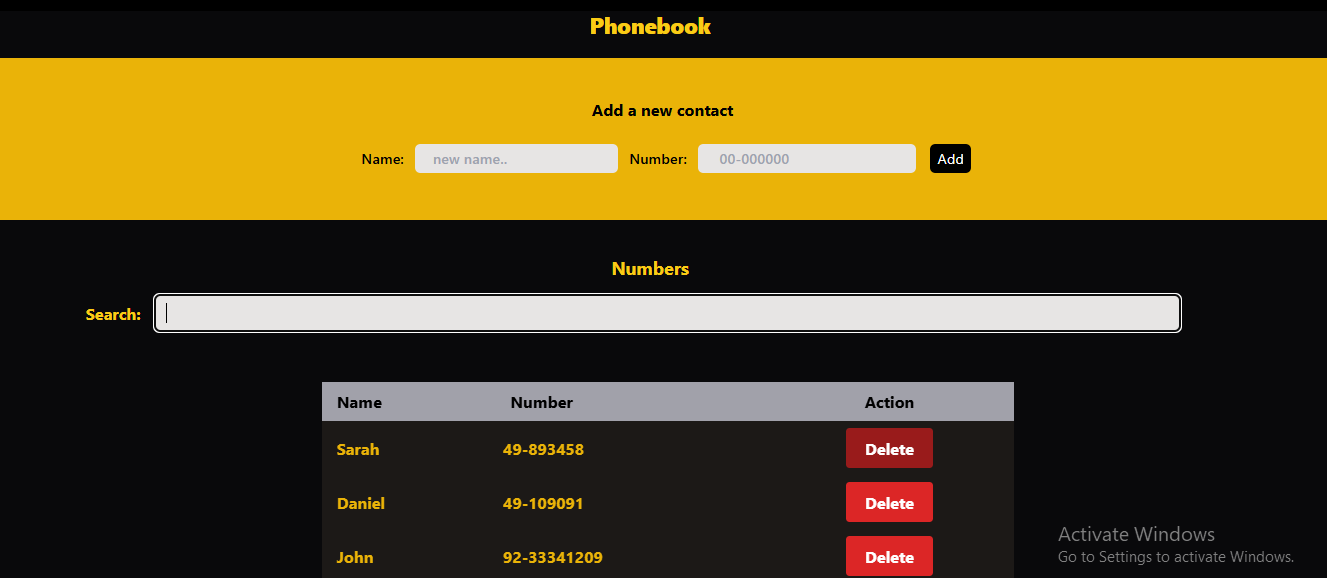 Phonebook
Add a new contact
Name: new name.. Number: 00-000000 Add
Numbers
Search:
Name Number Action
Sarah 49-893458 Delete
Daniel 49-109091 Delete
John 92-33341209 Delete
Activate Windows
Go to Settings to activate Windows.